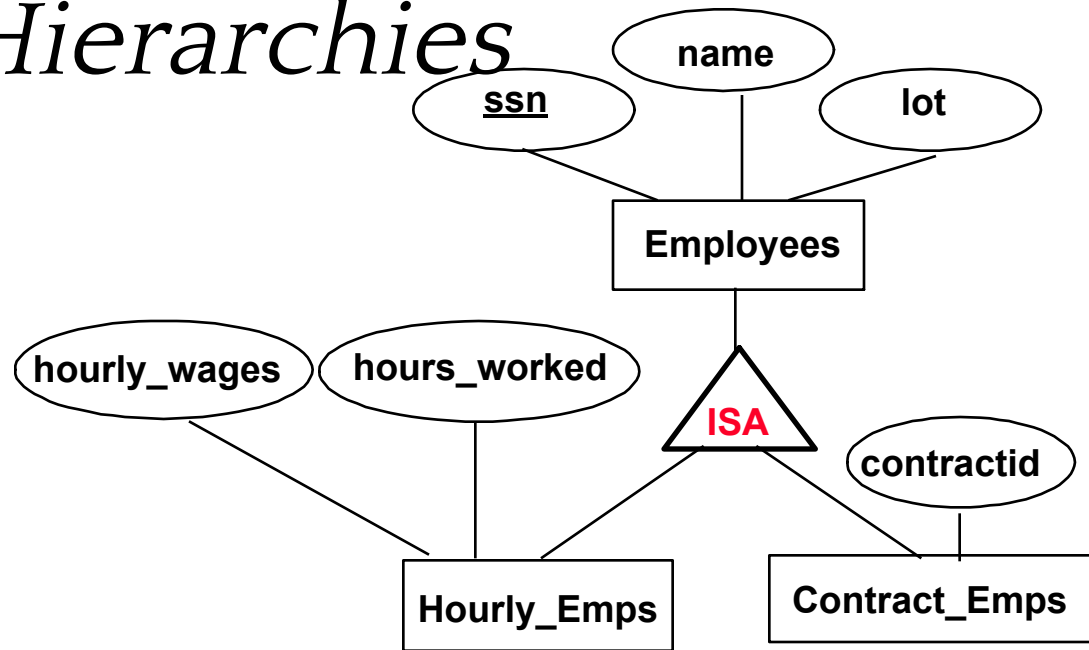 Hierarchies
name
ssn
lot
Employees
hourly_wages
hours_worked
ISA
contractid
Hourly_Emps
Contract_Emps